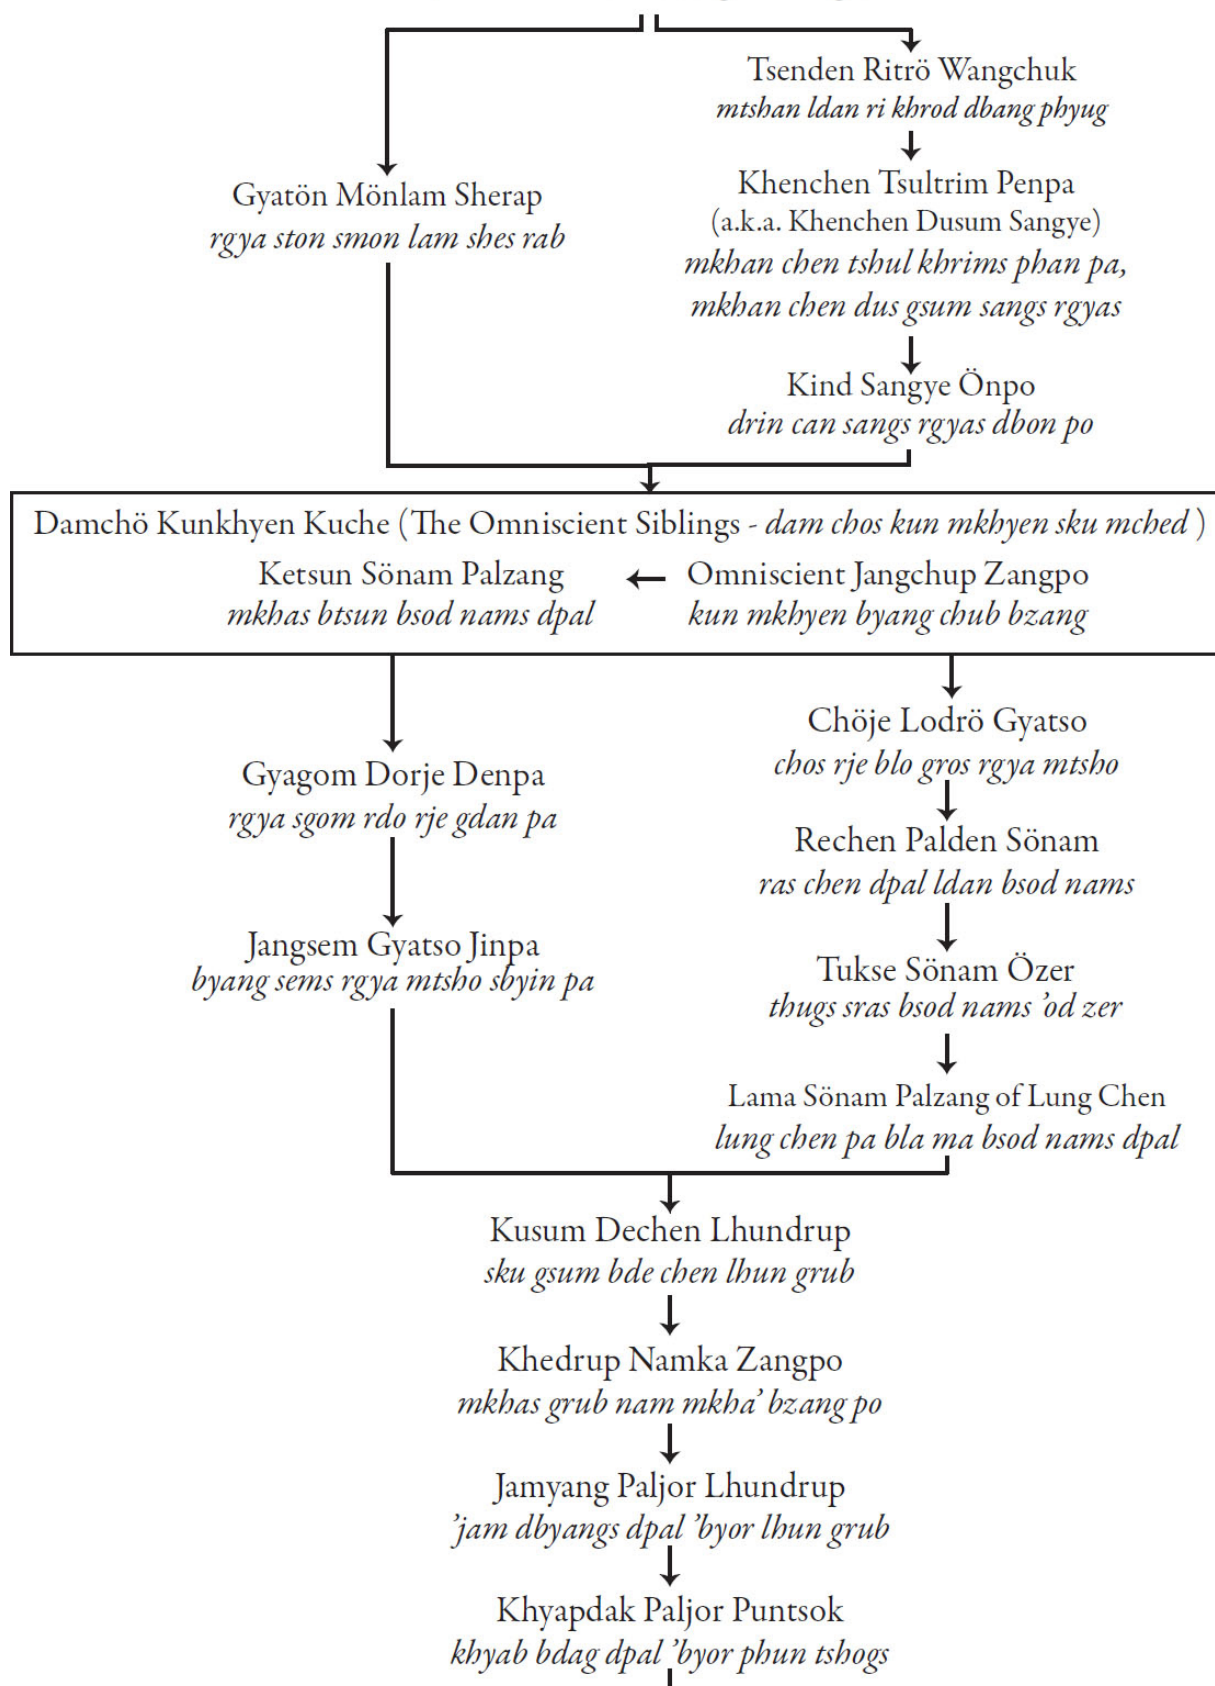 Tsenden Ritrö Wangchuk
mtshan ldan ri khrod dbang phyug
Gyatön Mönlam Sherap
rgya ston smon lam shes rab
Khenchen Tsultrim Penpa
(a.k.a. Khenchen Dusum Sangye)
mkhan chen tshul khrims phan pa,
mkhan chen dus gsum sangs rgyas
Kind Sangye Önpo
drin can sangs rgyas dbon po
Damchö Kunkhyen Kuche (The Omniscient Siblings - dam chos kun mkhyen sku mched )
Ketsun Sönam Palzang
mkhas btsun bsod nams dpal
Omniscient Jangchup Zangpo
kun mkhyen byang chub bzang
Gyagom Dorje Denpa
rgya sgom rdo rje gdan pa
Jangsem Gyatso Jinpa
byang sems rgya mtsho sbyin pa
Chöje Lodrö Gyatso
chos rje blo gros rgya mtsho
Rechen Palden Sönam
ras chen dpal ldan bsod nams
Tukse Sönam Özer
thugs sras bsod nams ’od zer
Lama Sönam Palzang of Lung Chen
lung chen pa bla ma bsod nams dpal
Kusum Dechen Lhundrup
sku gsum bde chen lhun grub
Khedrup Namka Zangpo
mkhas grub nam mkha’ bzang po
Jamyang Paljor Lhundrup
’jam dbyangs dpal ’byor lhun grub
Khyapdak Paljor Puntsok
khyab bdag dpal ’byor phun tshogs